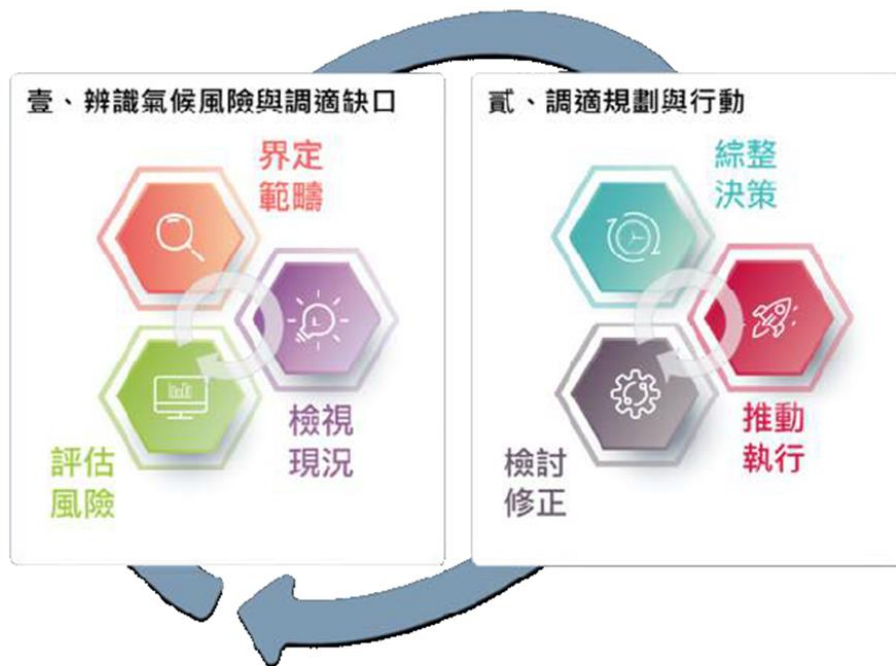 壹、辨識氣候風險與調適缺口
界定
範疇
檢視
現況
評估
風險
貳、調適規劃與行動
綜整
決策
推動
執行
檢討
修正